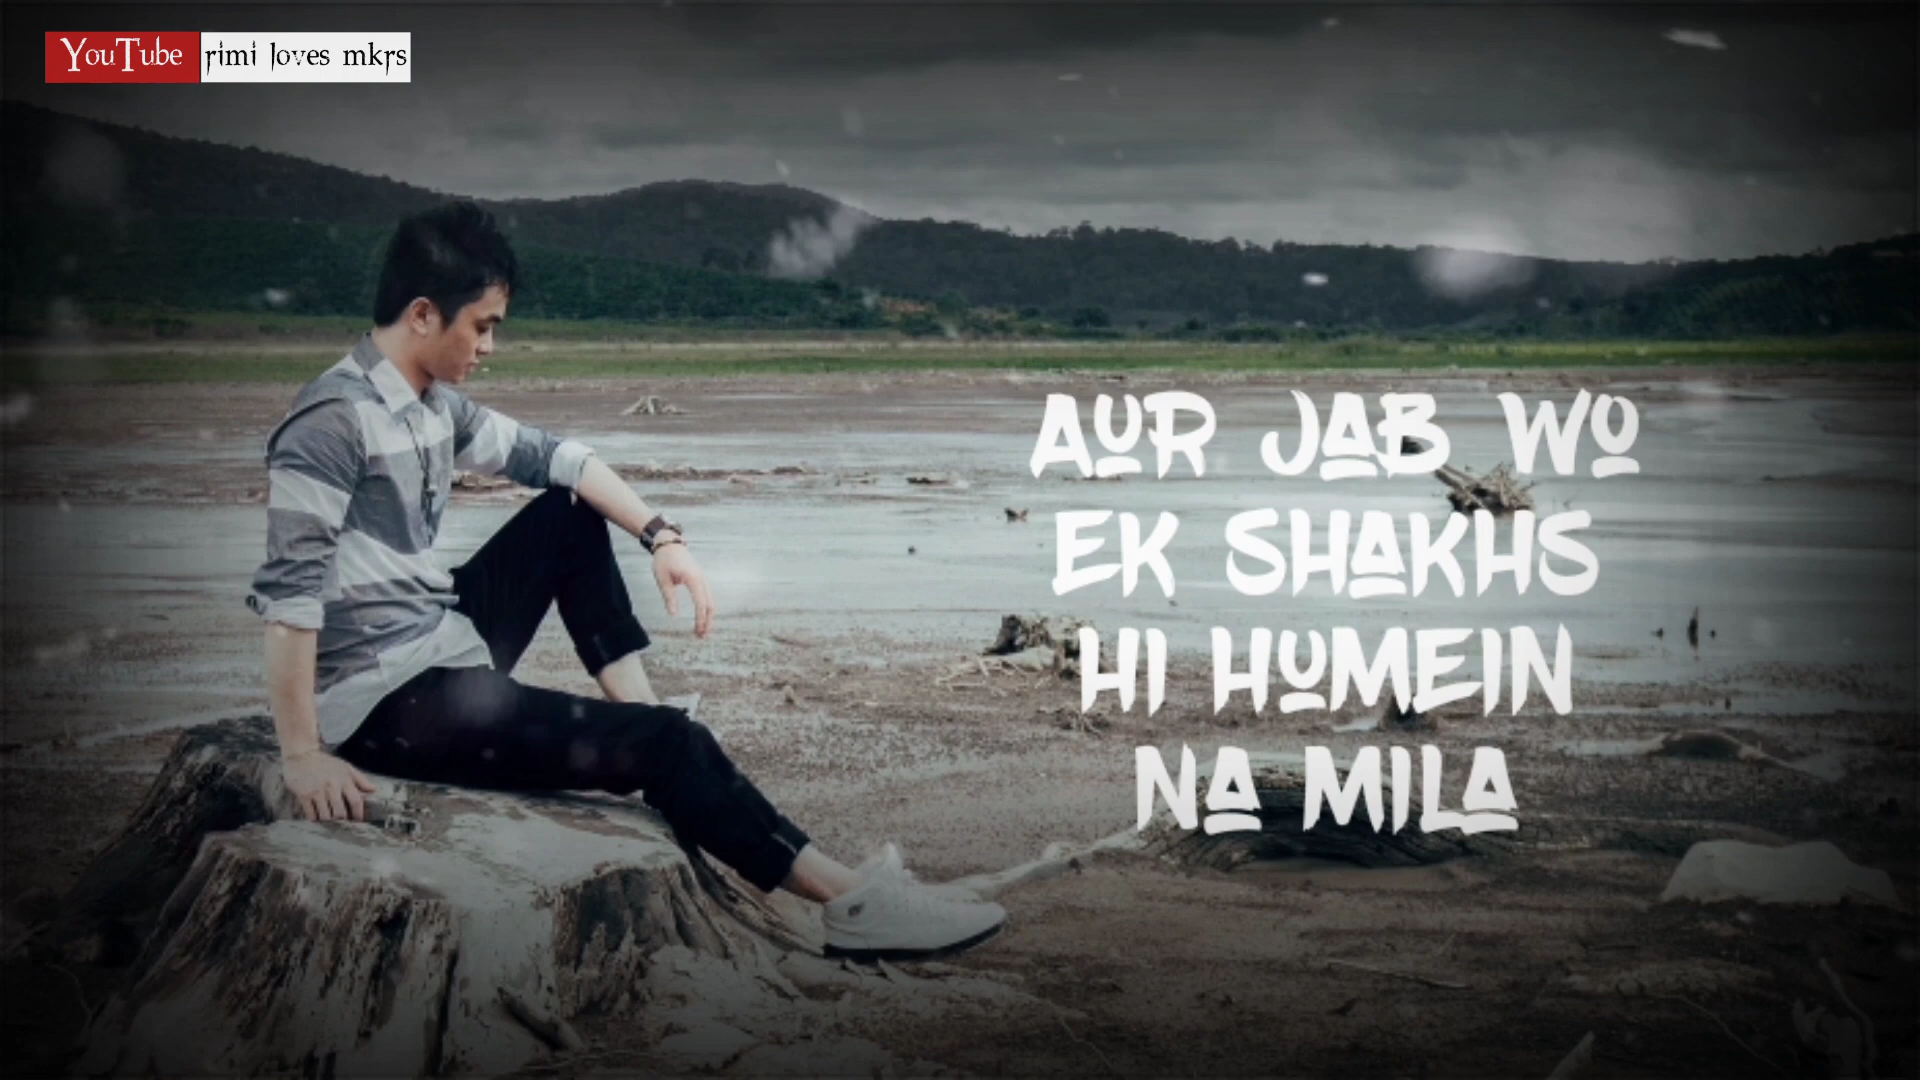 YouTube rimi loves mkrs
AUR JAB WO
EK SHAKHS
HI HUMEIN
NA MILA